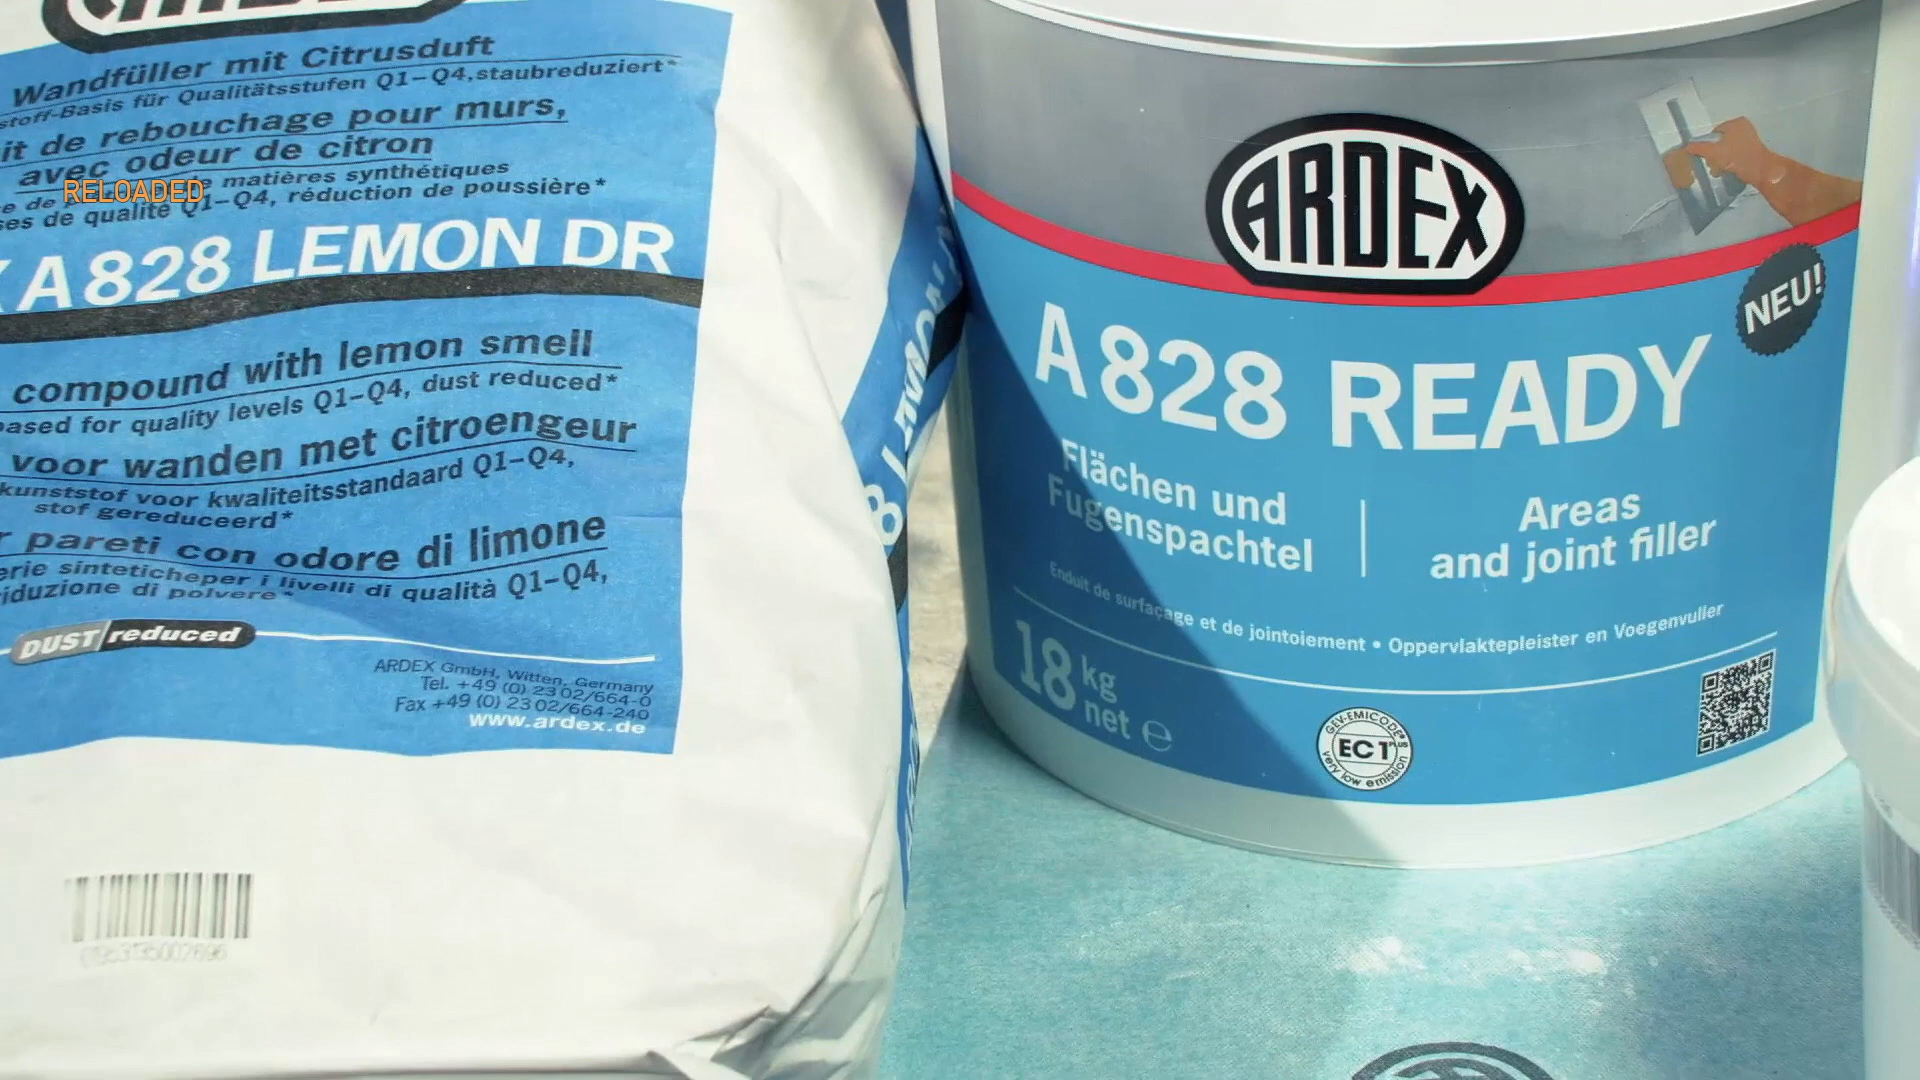 Wandfüller mit Citrusduft
stoff-Basis für Qualitätsstufen Q1–Q4, staubreduziert*
it de rebouchage pour murs,
avec odeur de citron
matières synthétiques
es de qualité Q1–Q4, réduction de poussière*
RELOADED
A 828 LEMON DR
compound with lemon smell
ased for quality levels Q1–Q4, dust reduced*
voor wanden met citroengeur
kunststof voor kwaliteitsstandaard Q1–Q4,
stof gereduceerd*
r pareti con odore di limone
erie sinteticheper i livelli di qualità Q1–Q4,
iduzione di polvere*
DUST reduced
ARDEX GmbH, Witten, Germany
Tel. +49 (0) 23 02/664-0
Fax +49 (0) 23 02/664-240
www.ardex.de
ARDEX
NEU!
A 828 READY
Flächen und
Fugenspachtel
Areas
and joint filler
Enduit de surfaçage et de jointoiement • Oppervlaktepleister en Voegenvuller
18 kg
net e
GEV-EMICODE
EC 1 PLUS
very low emission